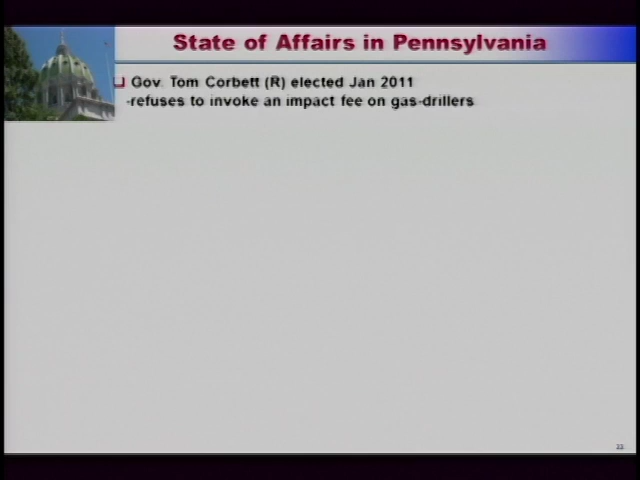 State of Affairs in Pennsylvania
Gov. Tom Corbett (R) elected Jan 2011
-refuses to invoke an impact fee on gas-drillers